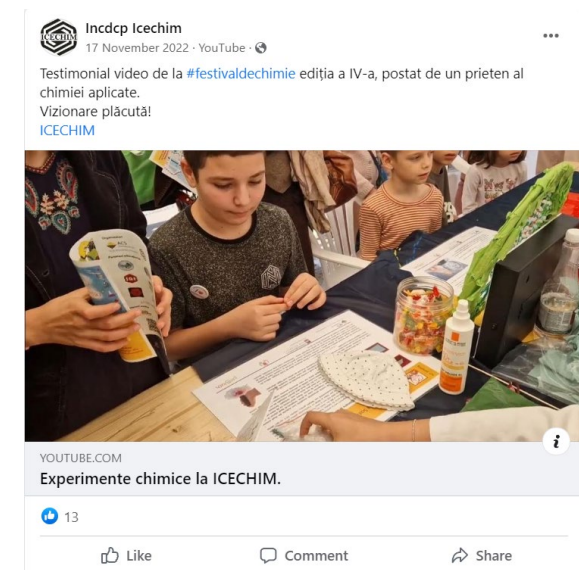 ICECHIM
Incdcp Icechim
17 November 2022 · YouTube ·
Testimonial video de la #festivaldechimie ediția a IV-a, postat de un prieten al
chimiei aplicate.
Vizionare plăcută!
ICECHIM
YOUTUBE.COM
Experimente chimice la ICECHIM.
13
Like
Comment
Share